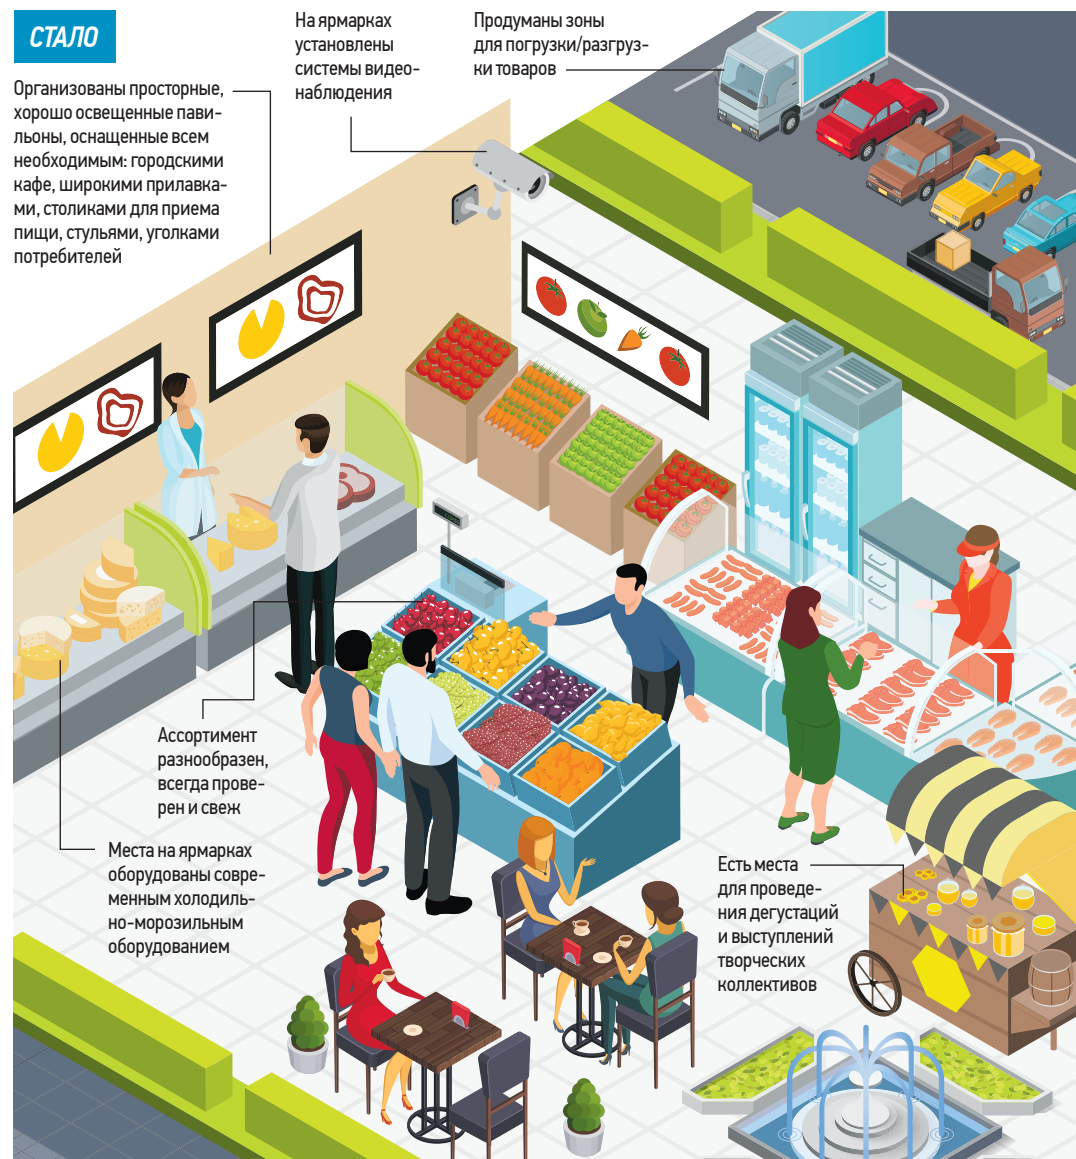 СТАЛО
Организованы просторные,
хорошо освещенные пави-
льоны, оснащенные всем
необходимым: городскими
кафе, широкими прилавка-
ми, столиками для приема
пищи, стульями, уголками
потребителей
На ярмарках
установлены
системы видео-
наблюдения
Продуманы зоны
для погрузки/разгруз-
ки товаров
Ассортимент
разнообразен,
всегда прове-
рен и свеж
Места на ярмарках
оборудованы совре-
менным холодиль-
но-морозильным
оборудованием
Есть места
для проведе-
ния дегустаций
и выступлений
творческих
коллективов